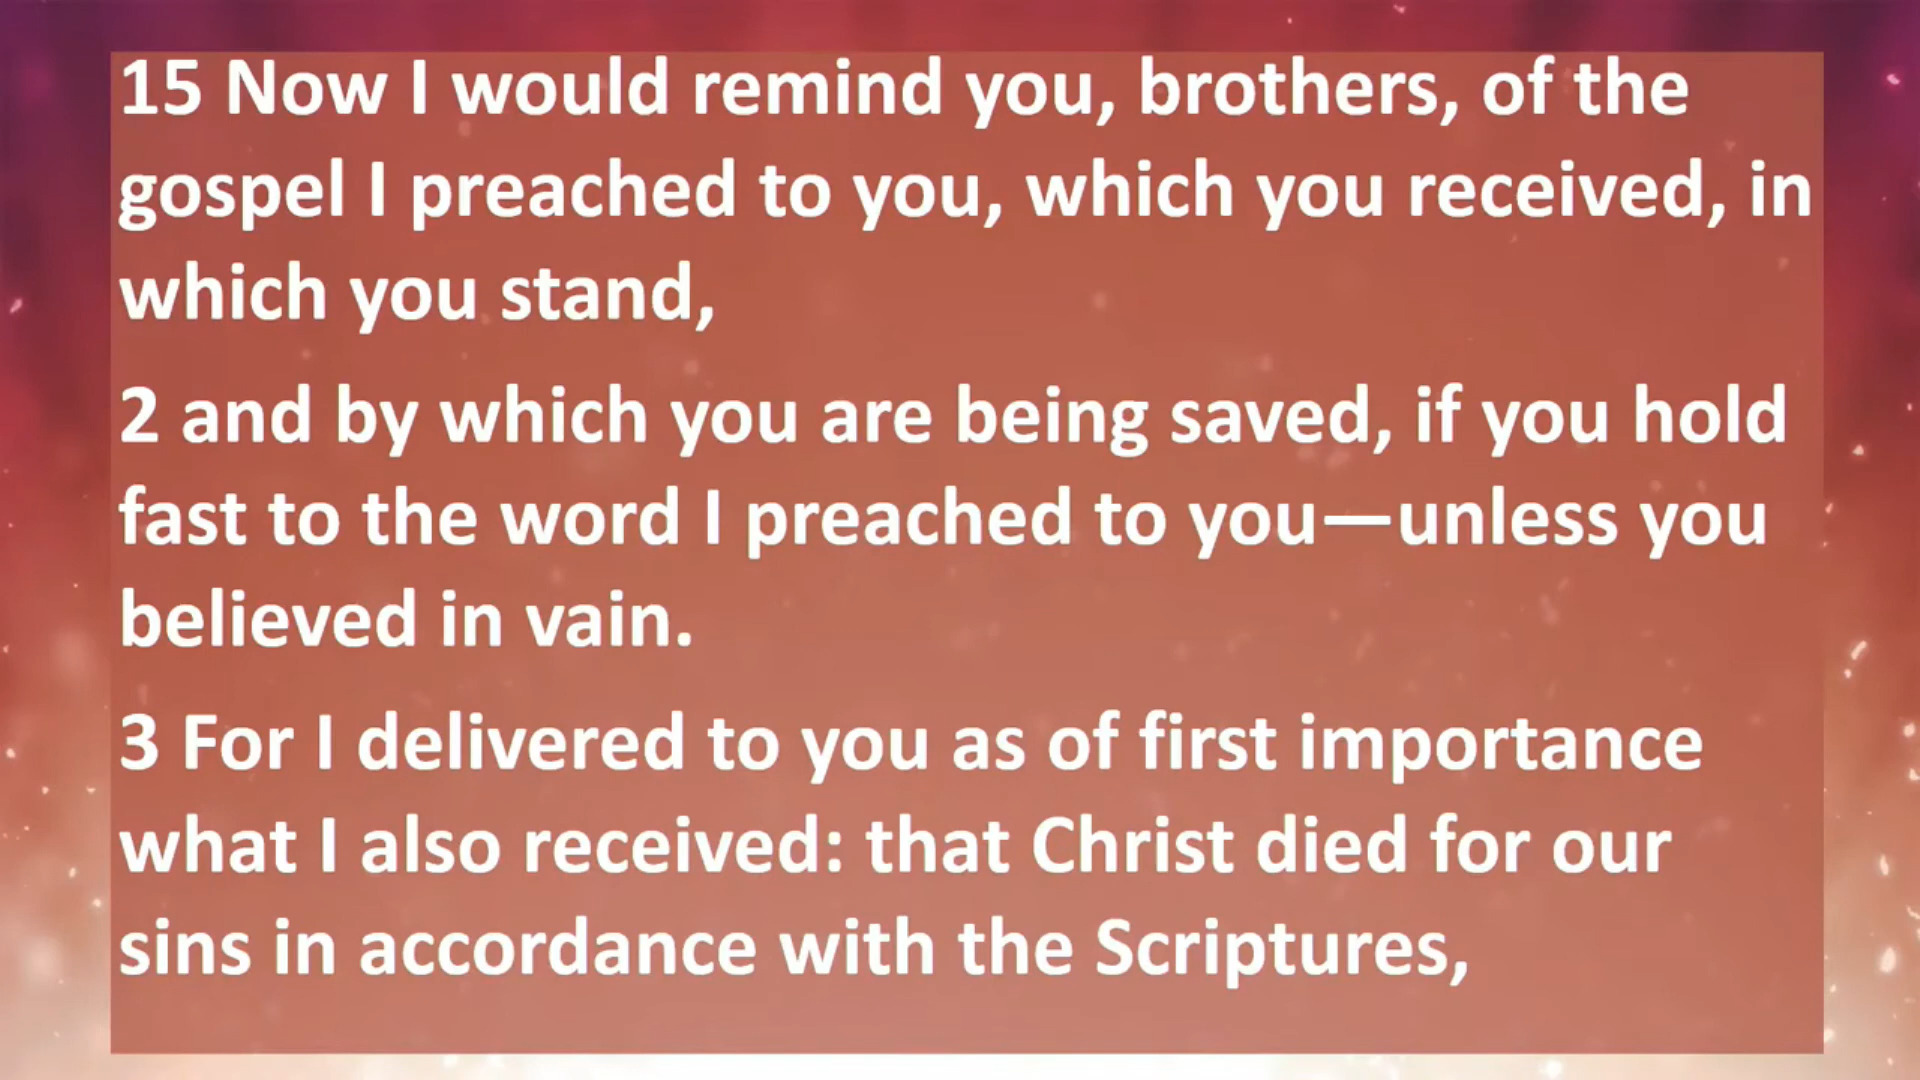 15 Now I would remind you, brothers, of the
gospel I preached to you, which you received, in
which you stand,
2 and by which you are being saved, if you hold
fast to the word I preached to you—unless you
believed in vain.
3 For I delivered to you as of first importance
what I also received: that Christ died for our
sins in accordance with the Scriptures,